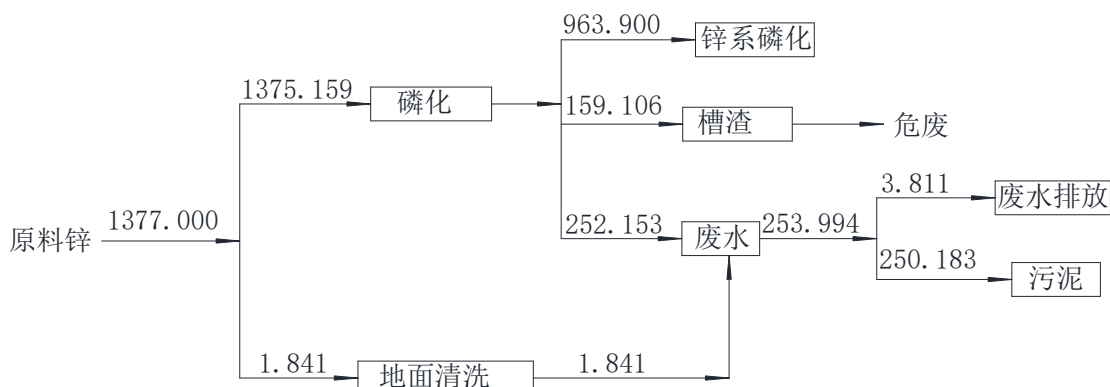 963.900
锌系磷化
1375.159
磷化
159.106
槽渣
危废
3.811
废水排放
原料锌
1377.000
252.153
废水
253.994
250.183
污泥
1.841
地面清洗
1.841